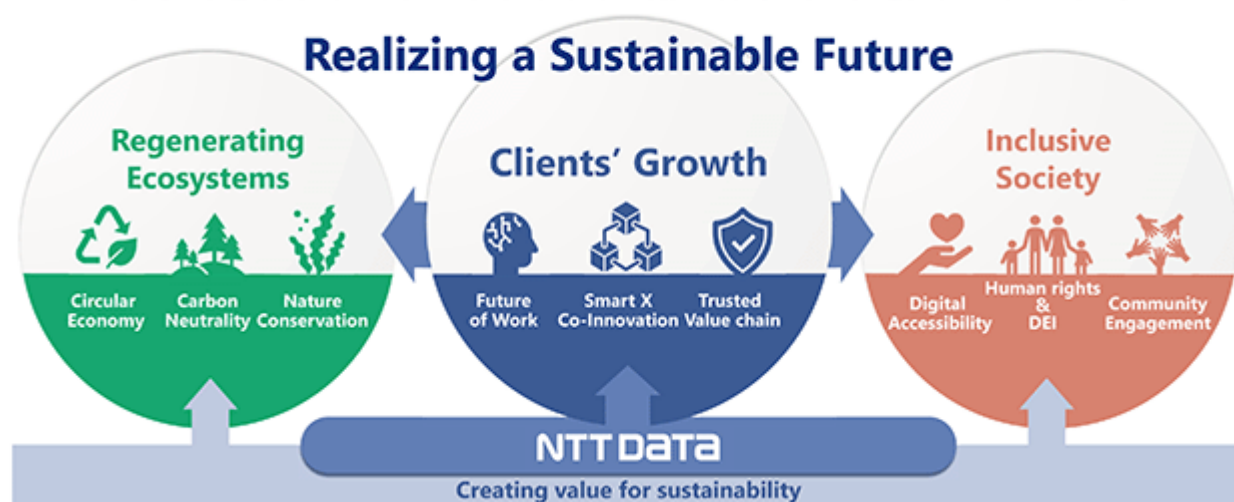 Realizing a Sustainable Future
Regenerating
Ecosystems
Circular
Economy
Carbon
Neutrality
Nature
Conservation
Clients’ Growth
Future
of Work
Smart X
Co-Innovation
Trusted
Value chain
Inclusive
Society
Digital
Accessibility
Human rights
&
DEI
Community
Engagement
NTT DATA
Creating value for sustainability